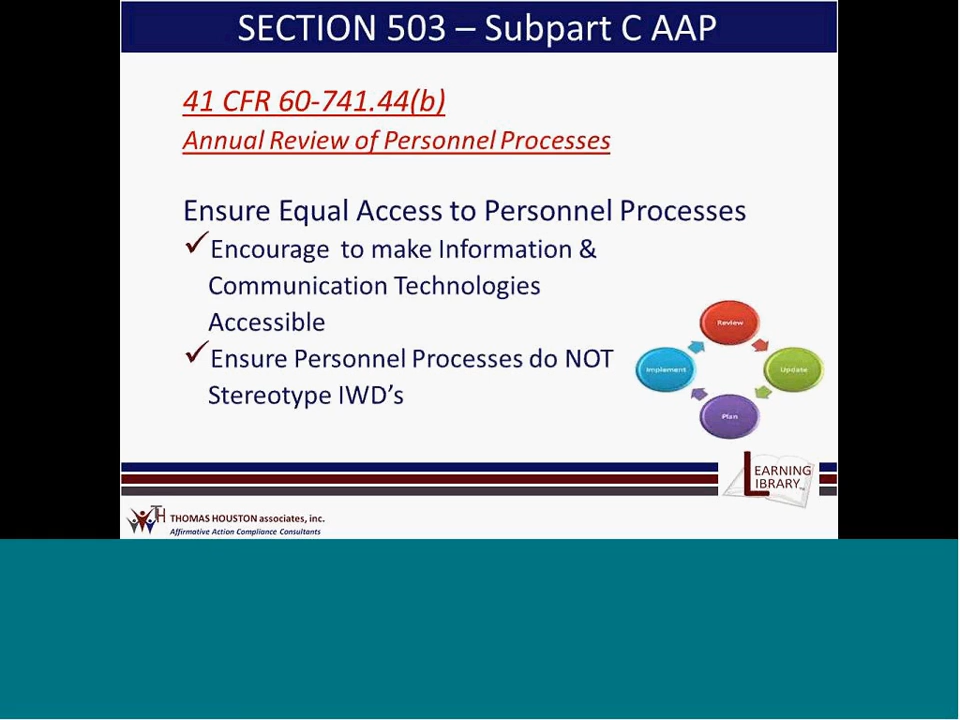 SECTION 503 – Subpart C AAP
41 CFR 60-741.44(b)
Annual Review of Personnel Processes
Ensure Equal Access to Personnel Processes
✓Encourage to make Information &
Communication Technologies
Accessible
✓Ensure Personnel Processes do NOT
Stereotype IWD's
Review
Implement
Update
Plan
LEARNING
LIBRARY
TH
THOMAS HOUSTON associates, inc.
Affirmative Action Compliance Consultants